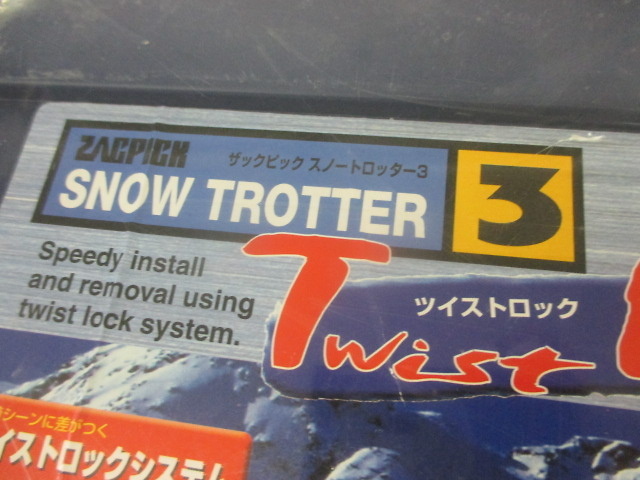 ZACPICK ザックピック スノートロッター3
SNOW TROTTER 3
Speedy install
and removal using
twist lock system.
ツイストロック
Twist
シーンに差がつく
イストロックシステム